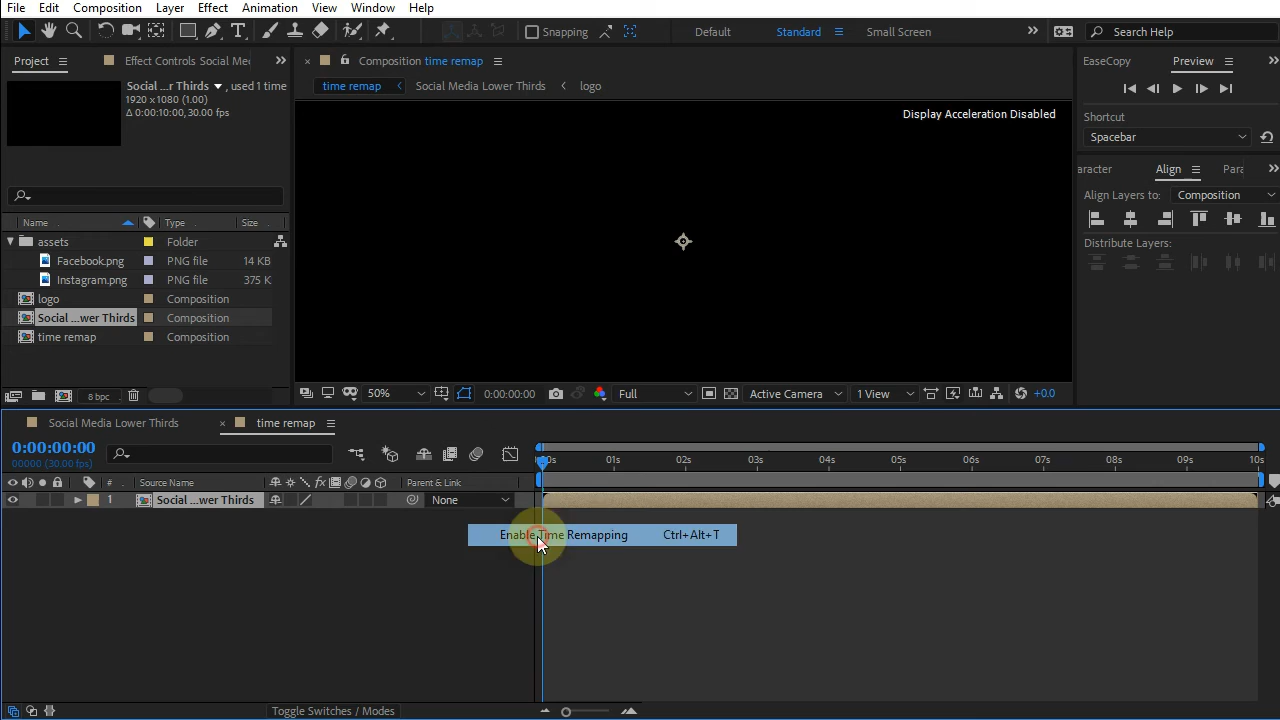 File Edit Composition Layer Effect Animation View Window Help
Snapping Default Standard Small Screen Search Help
Project Effect Controls Social Me Composition time remap EaseCopy Preview
Social ...r Thirds , used 1 time
1920 x 1080 (1.00)
Δ 0:00:10:00, 30.00 fps
time remap Social Media Lower Thirds logo
Display Acceleration Disabled
Shortcut
Spacebar
aracter Align Para
Align Layers to: Composition
Distribute Layers:
Name Type Size
assets Folder
Facebook.png PNG file 14 KB
Instagram.png PNG file 375 K
logo Composition
Social ...wer Thirds Composition
time remap Composition
8 bpc
50% 0:00:00:00 Full Active Camera 1 View +0.0
Social Media Lower Thirds time remap
0:00:00:00
00000 (30.00 fps)
00s 01s 02s 03s 04s 05s 06s 07s 08s 09s 10s
# Source Name Parent & Link
1 Social ...wer Thirds None
Enable Time Remapping Ctrl+Alt+T
Toggle Switches / Modes